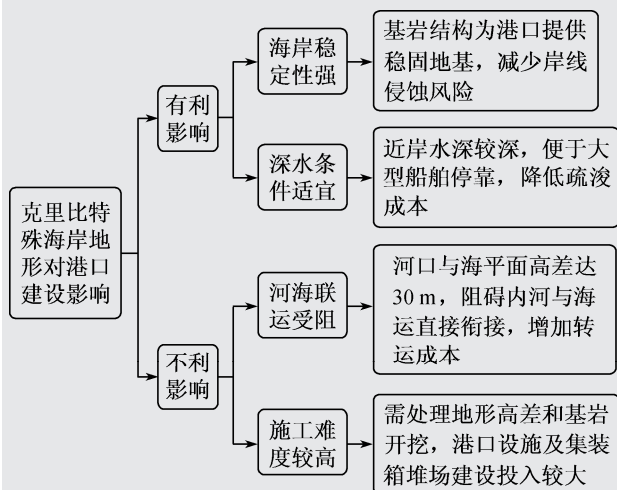 克里比特
殊海岸地
形对港口
建设影响
有利
影响
海岸稳
定性强
基岩结构为港口提供
稳固地基，减少岸线
侵蚀风险
深水条
件适宜
近岸水深较深，便于大
型船舶停靠，降低疏浚
成本
不利
影响
河海联
运受阻
河口与海平面高差达
30 m，阻碍内河与海
运直接衔接，增加转
运成本
施工难
度较高
需处理地形高差和基岩
开挖，港口设施及集装
箱堆场建设投入较大